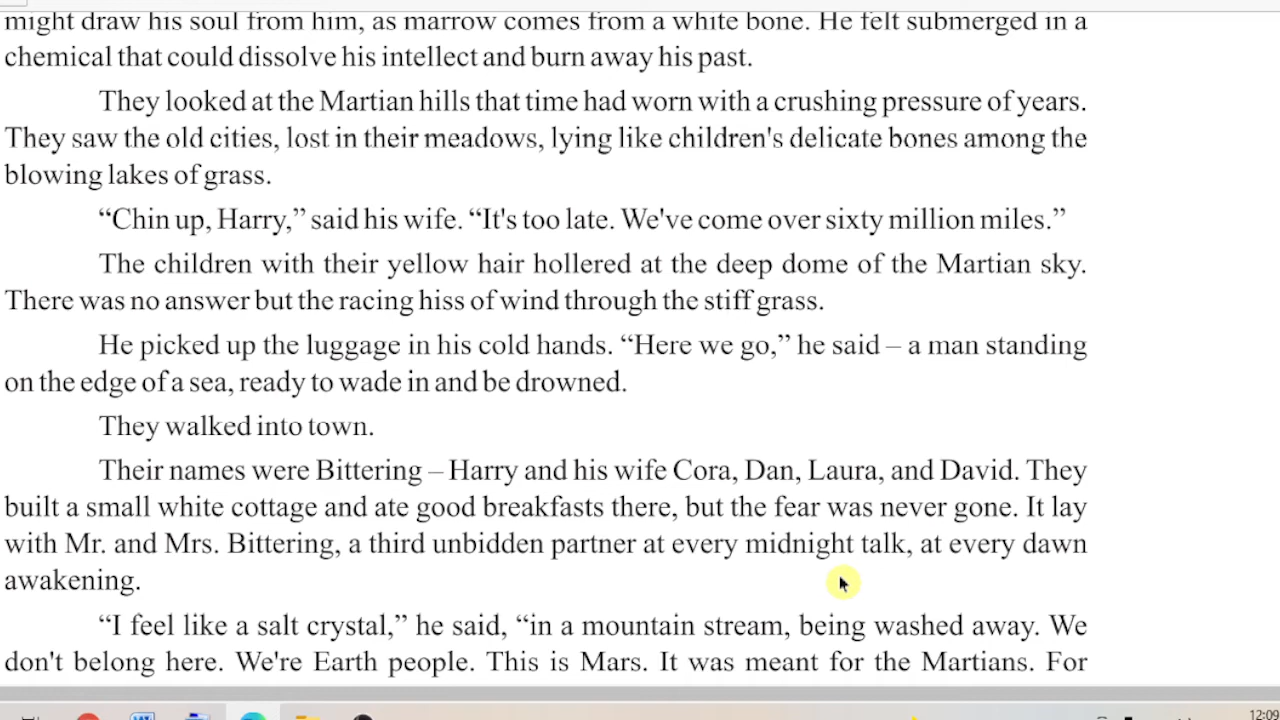 might draw his soul from him, as marrow comes from a white bone. He felt submerged in a
chemical that could dissolve his intellect and burn away his past.
They looked at the Martian hills that time had worn with a crushing pressure of years.
They saw the old cities, lost in their meadows, lying like children's delicate bones among the
blowing lakes of grass.
“Chin up, Harry,” said his wife. “It's too late. We've come over sixty million miles.”
The children with their yellow hair hollered at the deep dome of the Martian sky.
There was no answer but the racing hiss of wind through the stiff grass.
He picked up the luggage in his cold hands. “Here we go,” he said – a man standing
on the edge of a sea, ready to wade in and be drowned.
They walked into town.
Their names were Bittering – Harry and his wife Cora, Dan, Laura, and David. They
built a small white cottage and ate good breakfasts there, but the fear was never gone. It lay
with Mr. and Mrs. Bittering, a third unbidden partner at every midnight talk, at every dawn
awakening.
“I feel like a salt crystal,” he said, “in a mountain stream, being washed away. We
don't belong here. We're Earth people. This is Mars. It was meant for the Martians. For
12:09